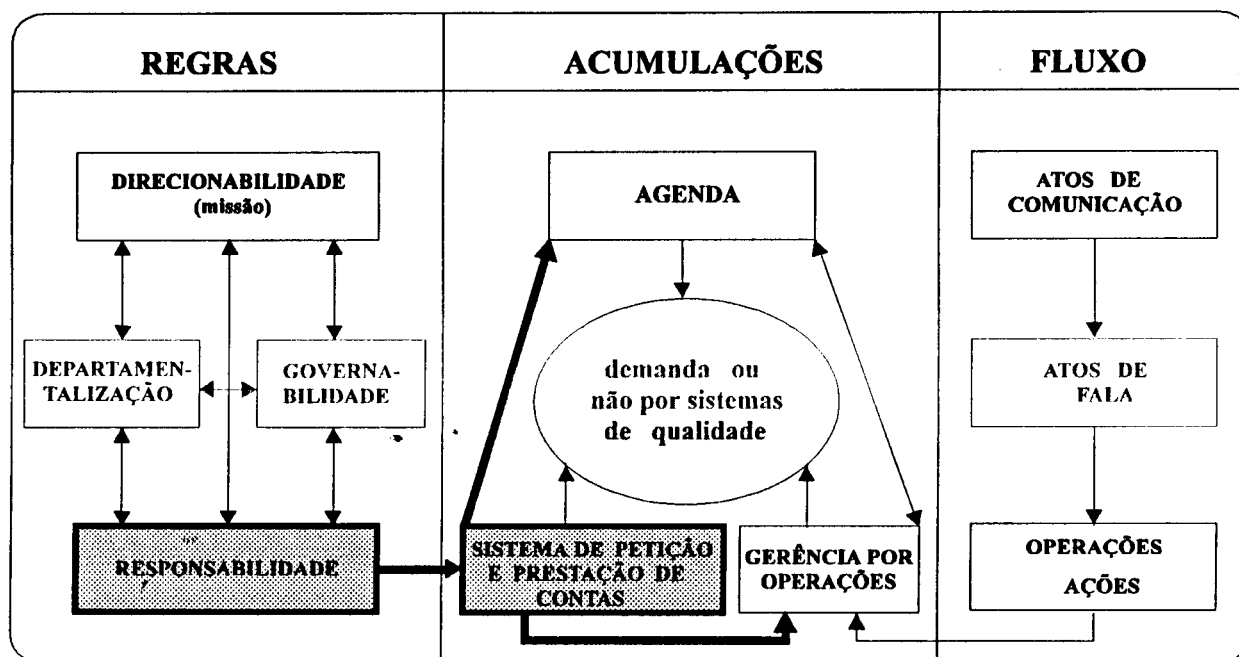 REGRAS
ACUMULAÇÕES
FLUXO
DIRECIONABILIDADE
(missão)
DEPARTAMEN-
TALIZAÇÃO
GOVERNA-
BILIDADE
RESPONSABILIDADE
AGENDA
demanda ou
não por sistemas
de qualidade
SISTEMA DE PETIÇÃO
E PRESTAÇÃO DE
CONTAS
GERÊNCIA POR
OPERAÇÕES
ATOS DE
COMUNICAÇÃO
ATOS DE
FALA
OPERAÇÕES
AÇÕES